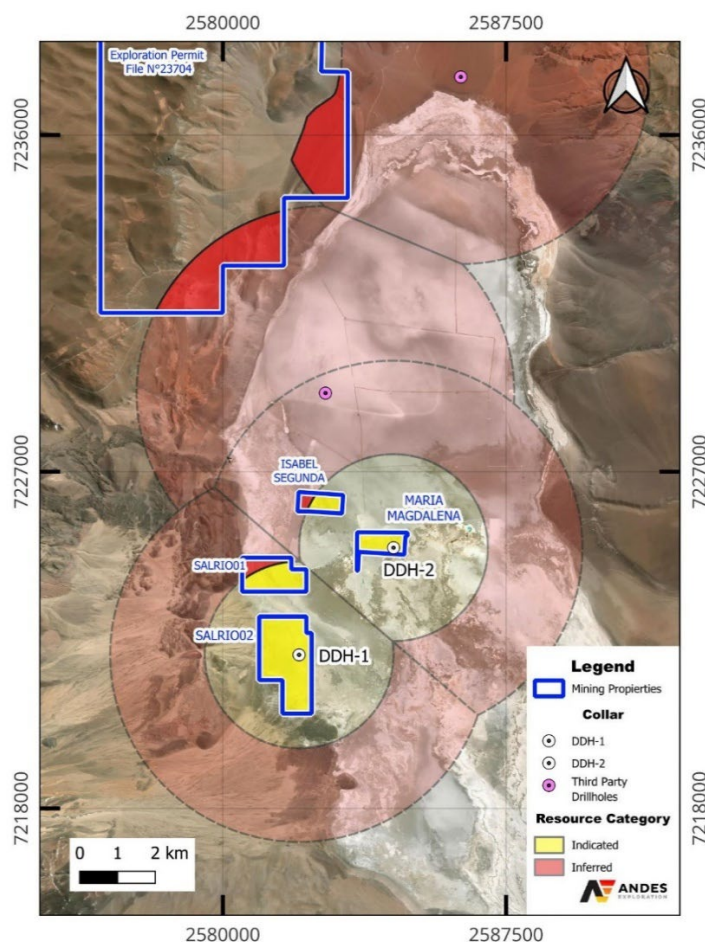 2580000
2587500
Exploration Permit
File N°23704
7236000
7236000
7227000
7227000
ISABEL
SEGUNDA
MARIA
MAGDALENA
DDH-2
SALRIO01
SALRIO02
DDH-1
7218000
7218000
Legend
Mining Propierties
Collar
DDH-1
DDH-2
Third Party
Drillholes
Resource Category
Indicated
Inferred
ANDES
EXPLORATION
0 1 2 km
2580000
2587500